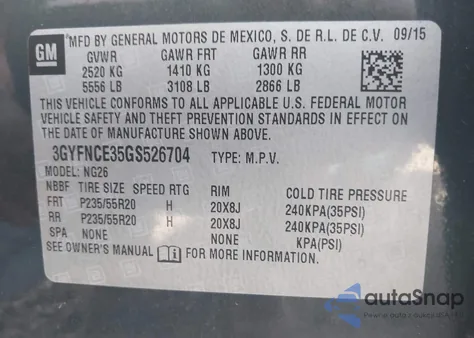 GM
MFD BY GENERAL MOTORS DE MEXICO, S. DE R.L. DE C.V. 09/15
GVWR GAWR FRT GAWR RR
2520 KG 1410 KG 1300 KG
5556 LB 3108 LB 2866 LB
THIS VEHICLE CONFORMS TO ALL APPLICABLE U.S. FEDERAL MOTOR
VEHICLE SAFETY AND THEFT PREVENTION STANDARDS IN EFFECT ON
THE DATE OF MANUFACTURE SHOWN ABOVE.
3GYFNCE35GS526704 TYPE: M.P.V.
MODEL: NG26
NBBF TIRE SIZE SPEED RTG RIM COLD TIRE PRESSURE
FRT P235/55R20 H 20X8J 240KPA(35PSI)
RR P235/55R20 H 20X8J 240KPA(35PSI)
SPA NONE NONE KPA(PSI)
SEE OWNER'S MANUAL i FOR MORE INFORMATION.
autoSnap